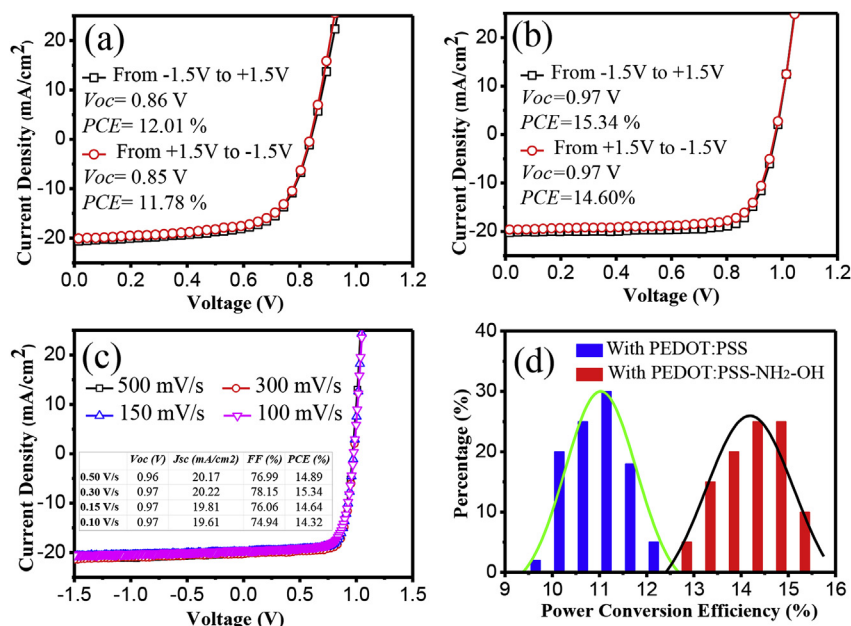 (a)
From -1.5V to +1.5V
Voc= 0.86 V
PCE= 12.01 %
From +1.5V to -1.5V
Voc= 0.85 V
PCE= 11.78 %
Current Density (mA/cm²)
20
10
0
-10
-20
0.0 0.2 0.4 0.6 0.8 1.0
Voltage (V)
(b)
From -1.5V to +1.5V
Voc=0.97 V
PCE=15.34 %
From +1.5V to -1.5V
Voc=0.97 V
PCE=14.60%
Current Density (mA/cm²)
20
10
0
-10
-20
0.0 0.2 0.4 0.6 0.8 1.0 1.2
Voltage (V)
(c)
500 mV/s 300 mV/s
150 mV/s 100 mV/s
Voc (V) Jsc (mA/cm2) FF (%) PCE (%)
0.50 V/s 0.96 20.17 76.99 14.89
0.30 V/s 0.97 20.22 78.15 15.34
0.15 V/s 0.97 19.81 76.06 14.64
0.10 V/s 0.97 19.61 74.94 14.32
Current Density (mA/cm²)
20
10
0
-10
-20
-1.5 -1.0 -0.5 0.0 0.5 1.0 1.5
Voltage (V)
(d)
With PEDOT:PSS
With PEDOT:PSS-NH₂-OH
Percentage (%)
40
30
20
10
0
9 10 11 12 13 14 15 16
Power Conversion Efficiency (%)